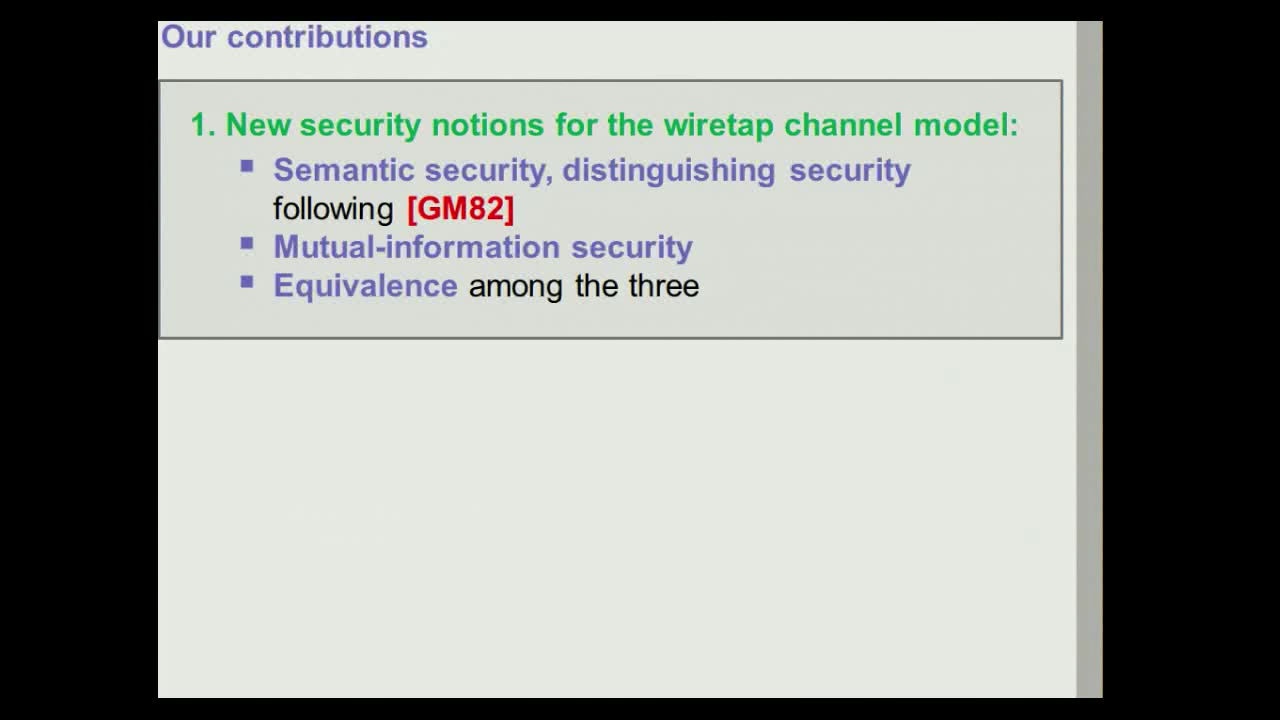 Our contributions
1. New security notions for the wiretap channel model:
▪ Semantic security, distinguishing security
following [GM82]
▪ Mutual-information security
▪ Equivalence among the three